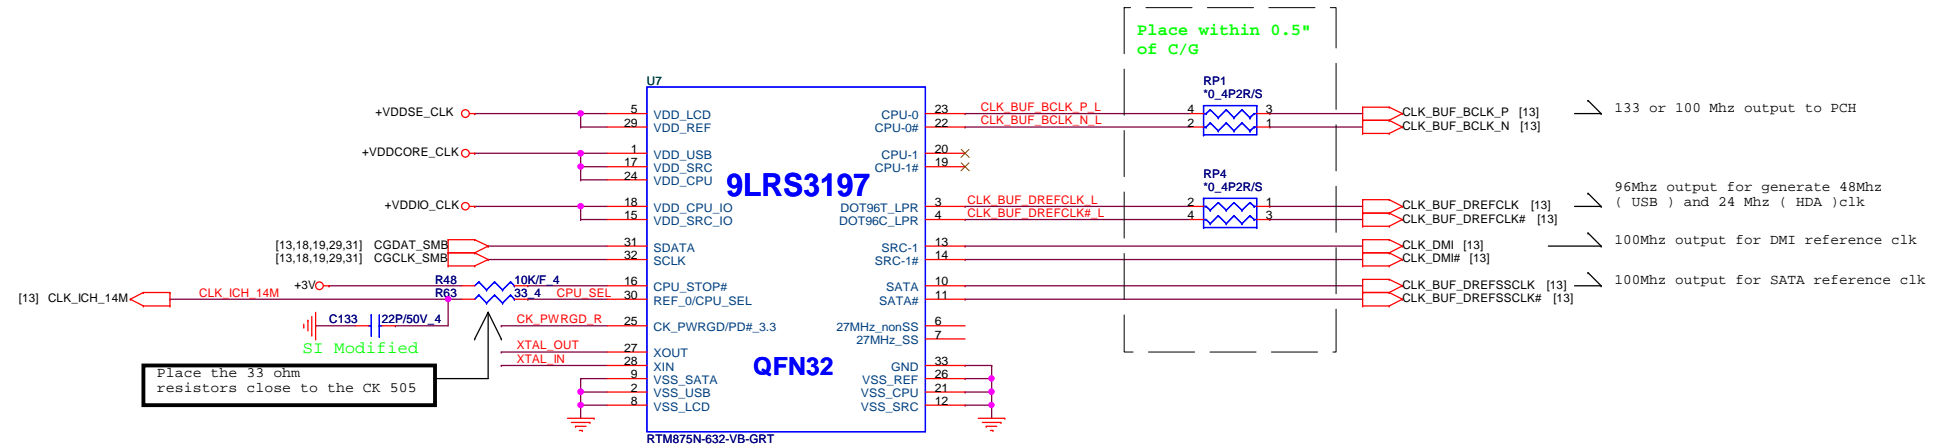 Place within 0.5"
of C/G
U7
RP1
*0_4P2R/S
+VDDSE_CLK
5
VDD_LCD
29
VDD_REF
CPU-0
23
CLK_BUF_BCLK_P_L
4
3
CLK_BUF_BCLK_P [13]
133 or 100 Mhz output to PCH
CPU-0#
22
CLK_BUF_BCLK_N_L
2
1
CLK_BUF_BCLK_N [13]
+VDDCORE_CLK
1
VDD_USB
17
VDD_SRC
24
VDD_CPU
CPU-1
20
CPU-1#
19
9LRS3197
RP4
*0_4P2R/S
+VDDIO_CLK
18
VDD_CPU_IO
15
VDD_SRC_IO
DOT96T_LPR
3
CLK_BUF_DREFCLK_L
2
1
CLK_BUF_DREFCLK [13]
DOT96C_LPR
4
CLK_BUF_DREFCLK#_L
4
3
CLK_BUF_DREFCLK# [13]
96Mhz output for generate 48Mhz
( USB ) and 24 Mhz ( HDA )clk
[13,18,19,29,31] CGDAT_SMB
31
SDATA
[13,18,19,29,31] CGCLK_SMB
32
SCLK
SRC-1
13
CLK_DMI [13]
SRC-1#
14
CLK_DMI# [13]
100Mhz output for DMI reference clk
+3V
R48
10K/F_4
16
CPU_STOP#
[13] CLK_ICH_14M
CLK_ICH_14M
R63
33_4
CPU_SEL
30
REF_0/CPU_SEL
SATA
10
CLK_BUF_DREFSSCLK [13]
SATA#
11
CLK_BUF_DREFSSCLK# [13]
100Mhz output for SATA reference clk
C133
22P/50V_4
SI Modified
CK_PWRGD_R
25
CK_PWRGD/PD#_3.3
27MHz_nonSS
6
27MHz_SS
7
XTAL_OUT
27
XOUT
XTAL_IN
28
XIN
QFN32
9
VSS_SATA
2
VSS_USB
8
VSS_LCD
GND
33
VSS_REF
26
VSS_CPU
21
VSS_SRC
12
Place the 33 ohm
resistors close to the CK 505
RTM875N-632-VB-GRT